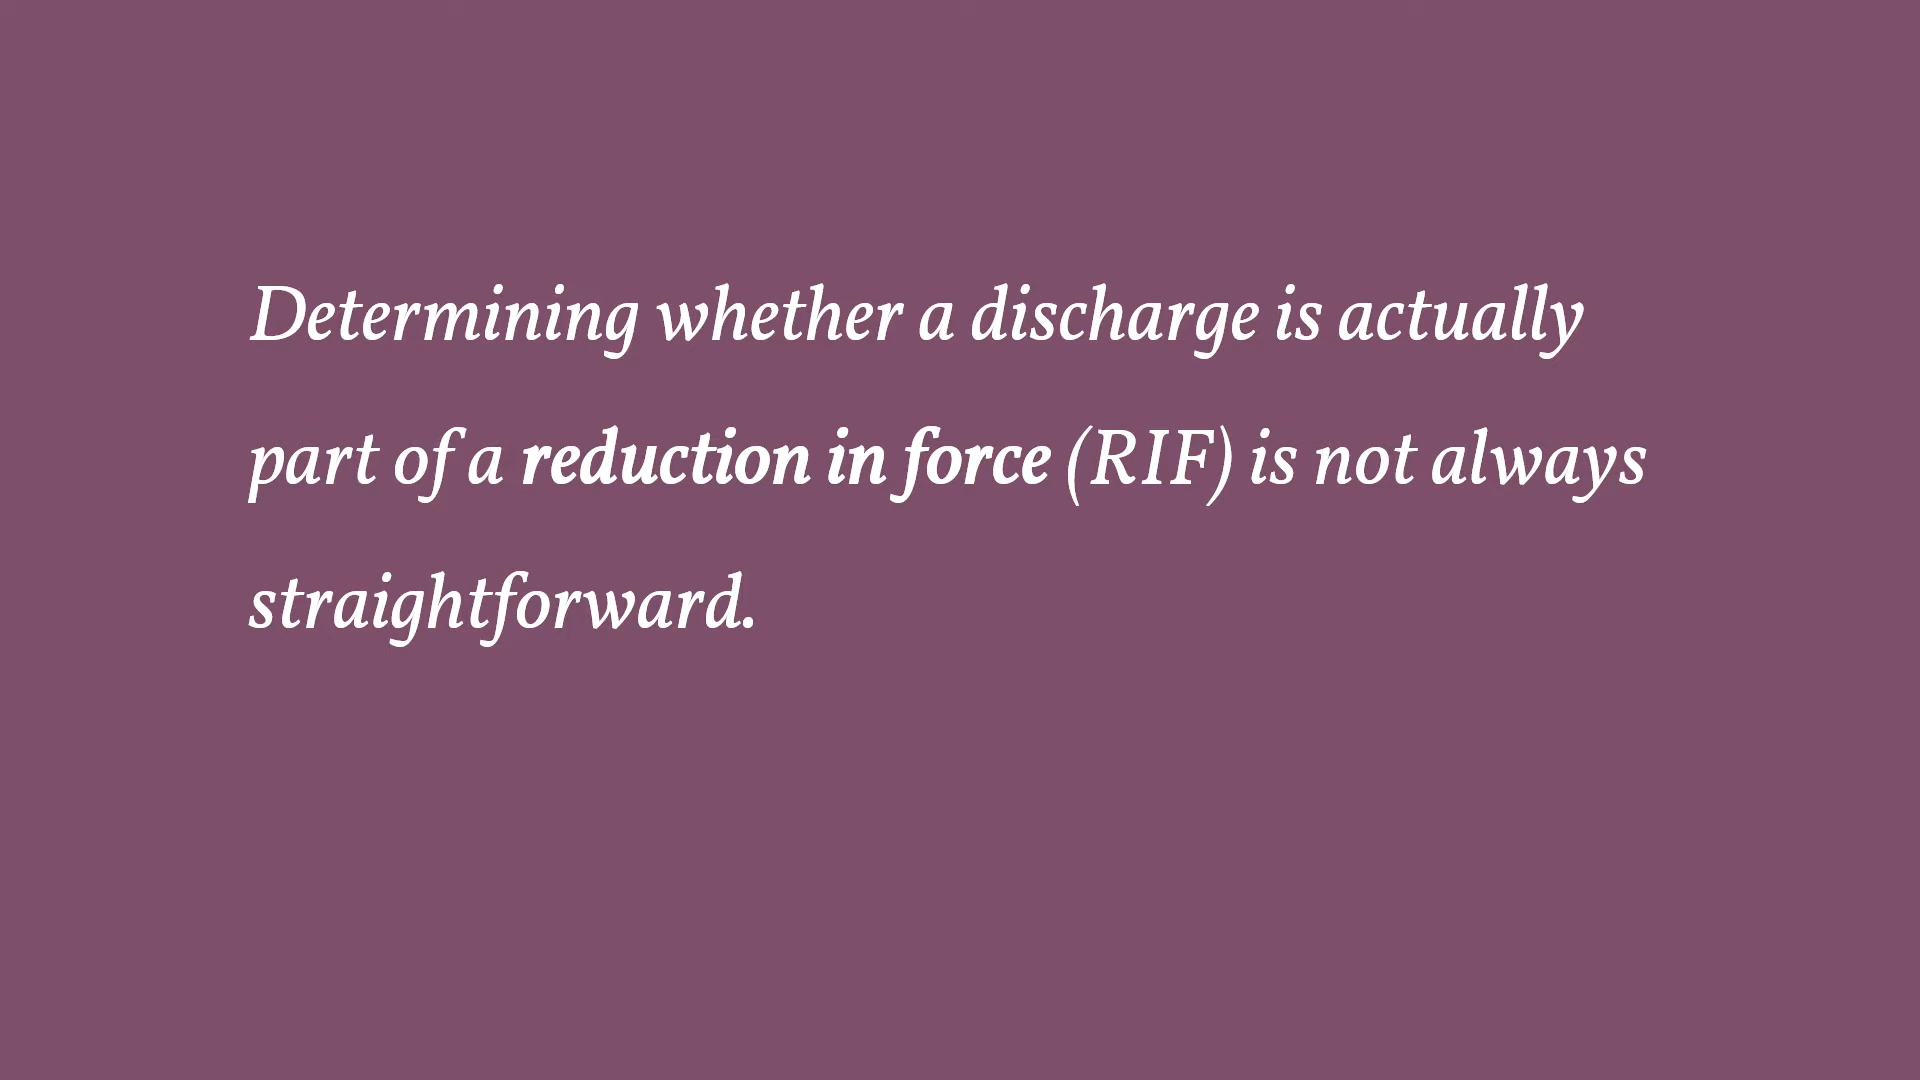 Determining whether a discharge is actually
part of a reduction in force (RIF) is not always
straightforward.